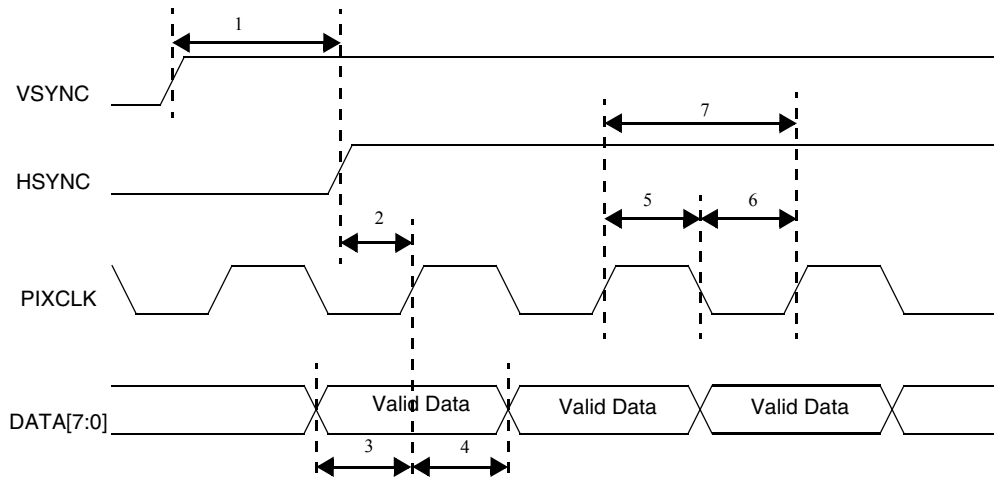 1
VSYNC
7
HSYNC
5 6
2
PIXCLK
DATA[7:0] Valid Data Valid Data Valid Data
3 4